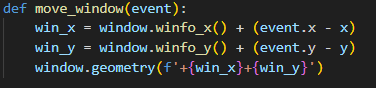 def move_window(event):
    win_x = window.winfo_x() + (event.x - x)
    win_y = window.winfo_y() + (event.y - y)
    window.geometry(f'+{win_x}+{win_y}')